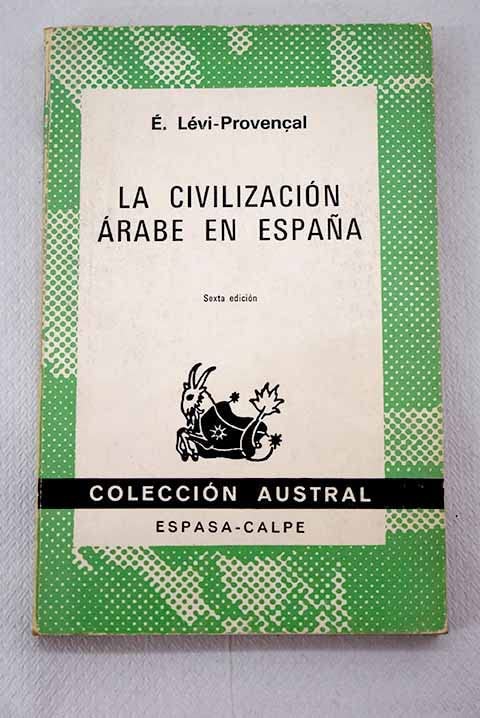 É. Lévi-Provençal
LA CIVILIZACIÓN
ÁRABE EN ESPAÑA
Sexta edición
COLECCIÓN AUSTRAL
ESPASA-CALPE